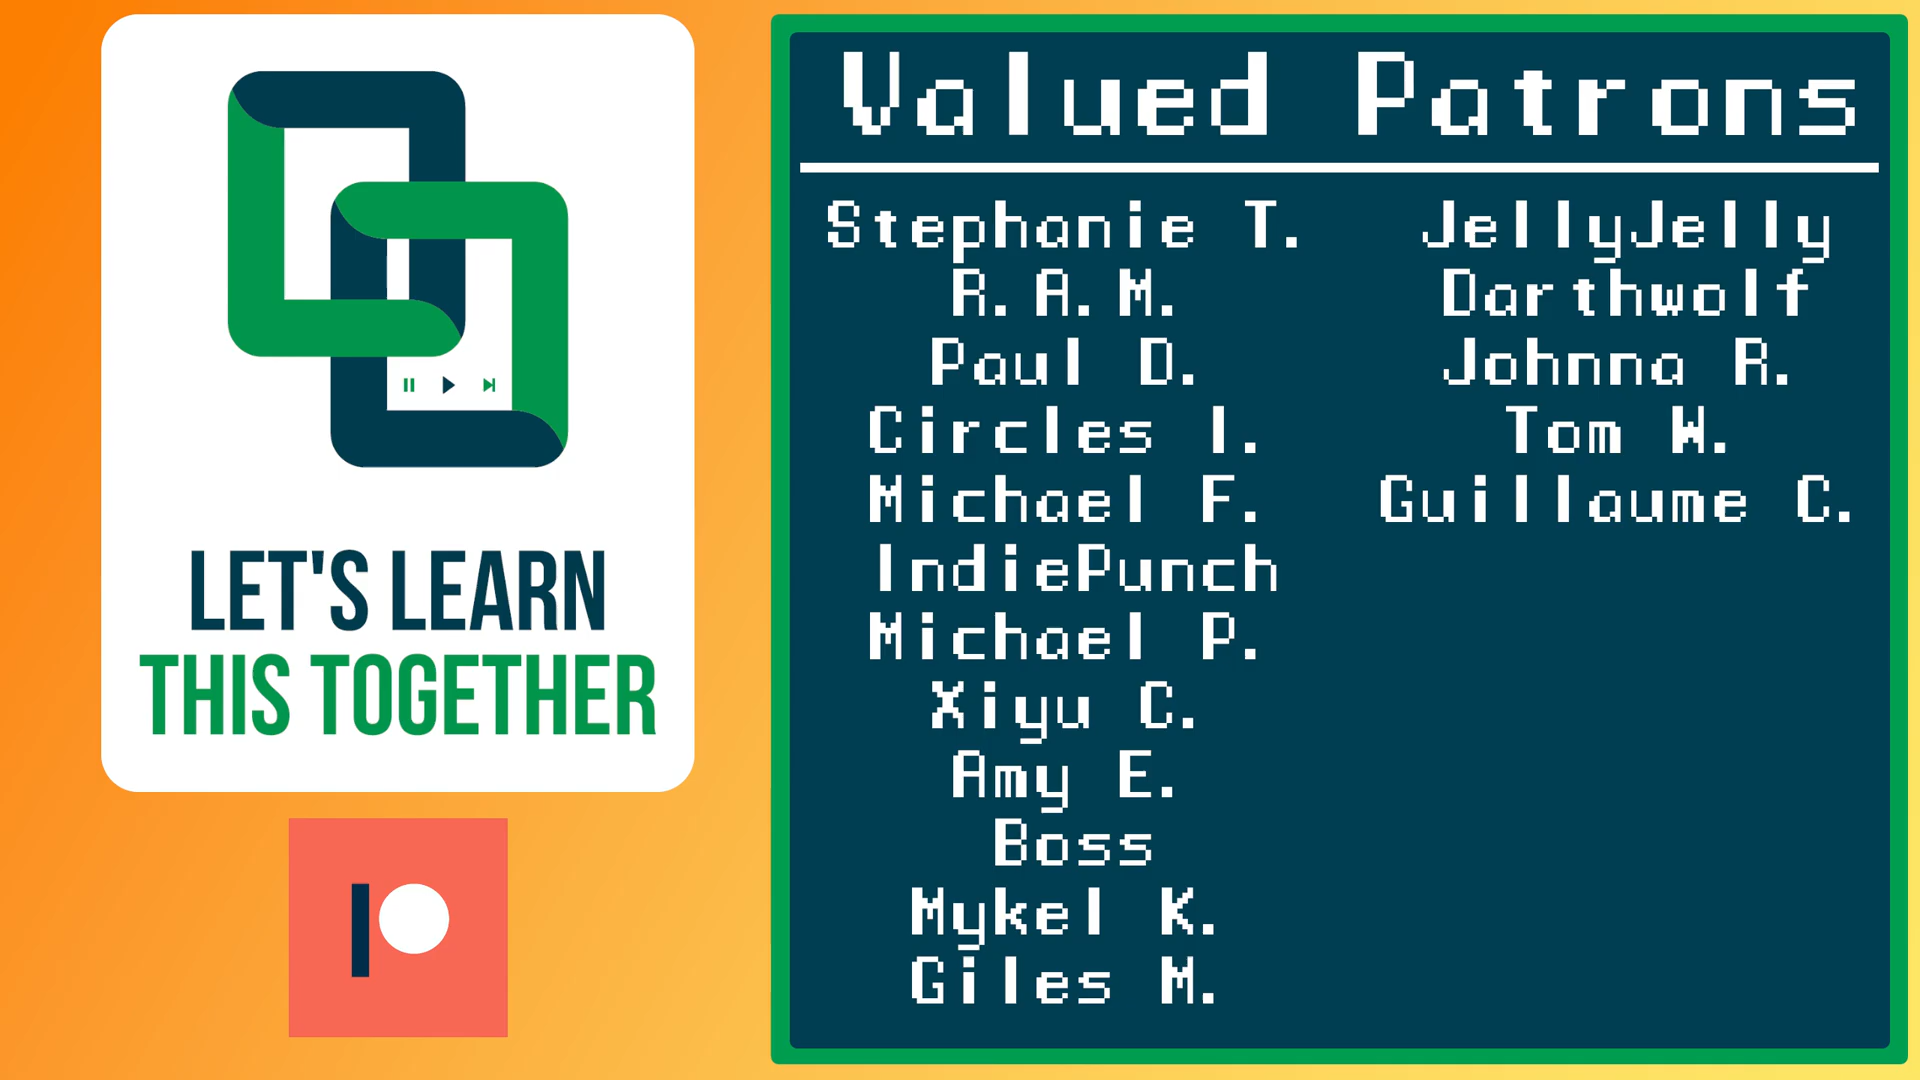 LET'S LEARN
THIS TOGETHER
Valued Patrons
Stephanie T.
R.A.M.
Paul D.
Circles I.
Michael F.
IndiePunch
Michael P.
Xiyu C.
Amy E.
Boss
Mykel K.
Giles M.
JellyJelly
Darthwolf
Johnna R.
Tom W.
Guillaume C.